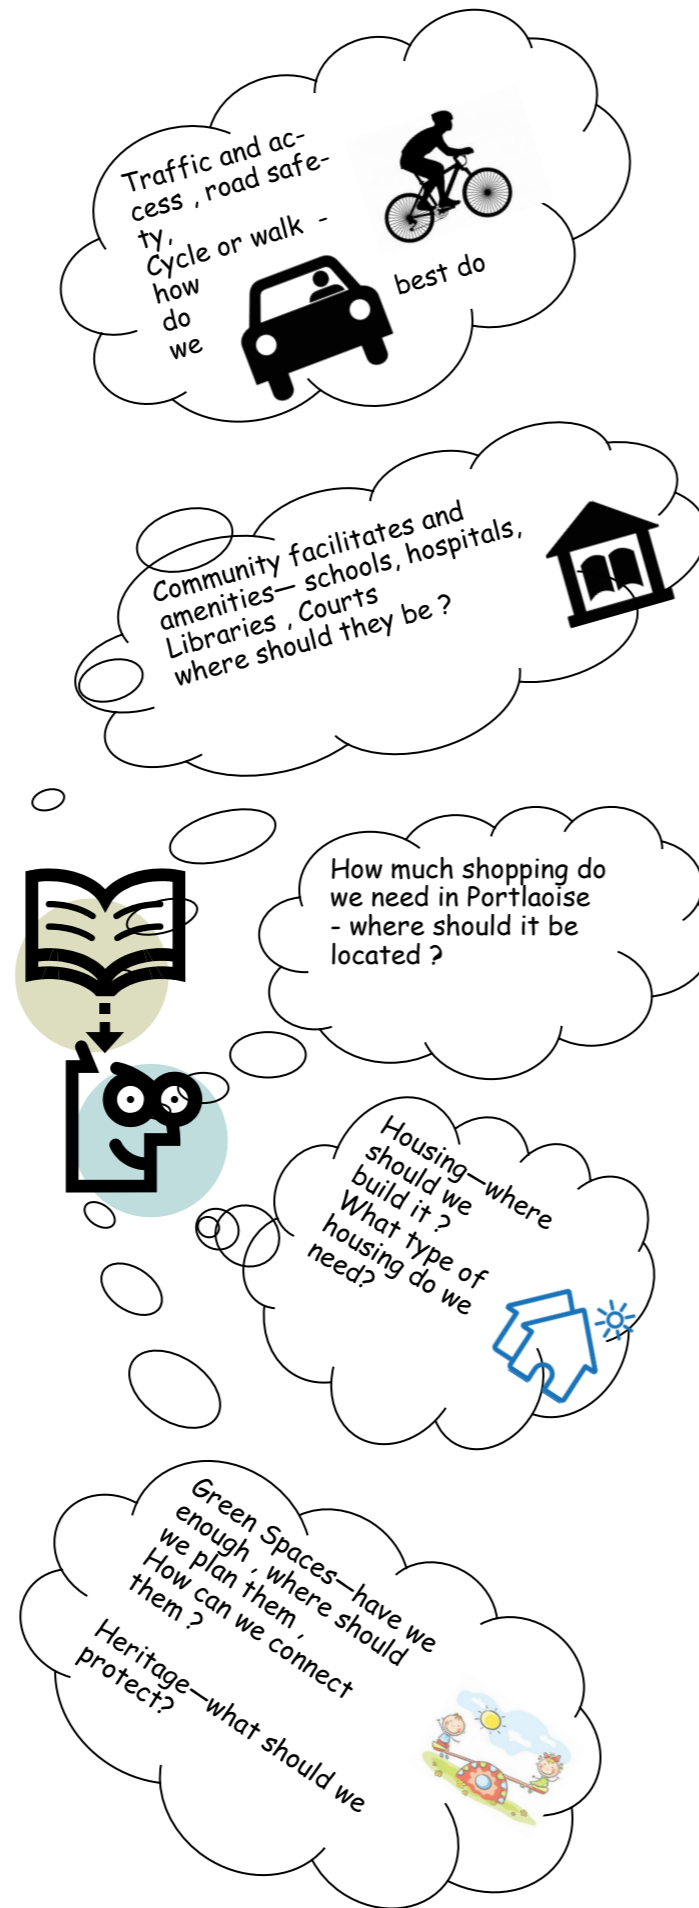 Traffic and ac-
cess , road safe-
ty,
Cycle or walk -
how
do
we
best do
Community facilitates and
amenities— schools, hospitals,
Libraries , Courts
where should they be ?
How much shopping do
we need in Portlaoise
- where should it be
located ?
Housing—where
should we
build it ?
What type of
housing do we
need?
Green Spaces—have we
enough , where should
we plan them ,
How can we connect
them ?
Heritage—what should we
protect?